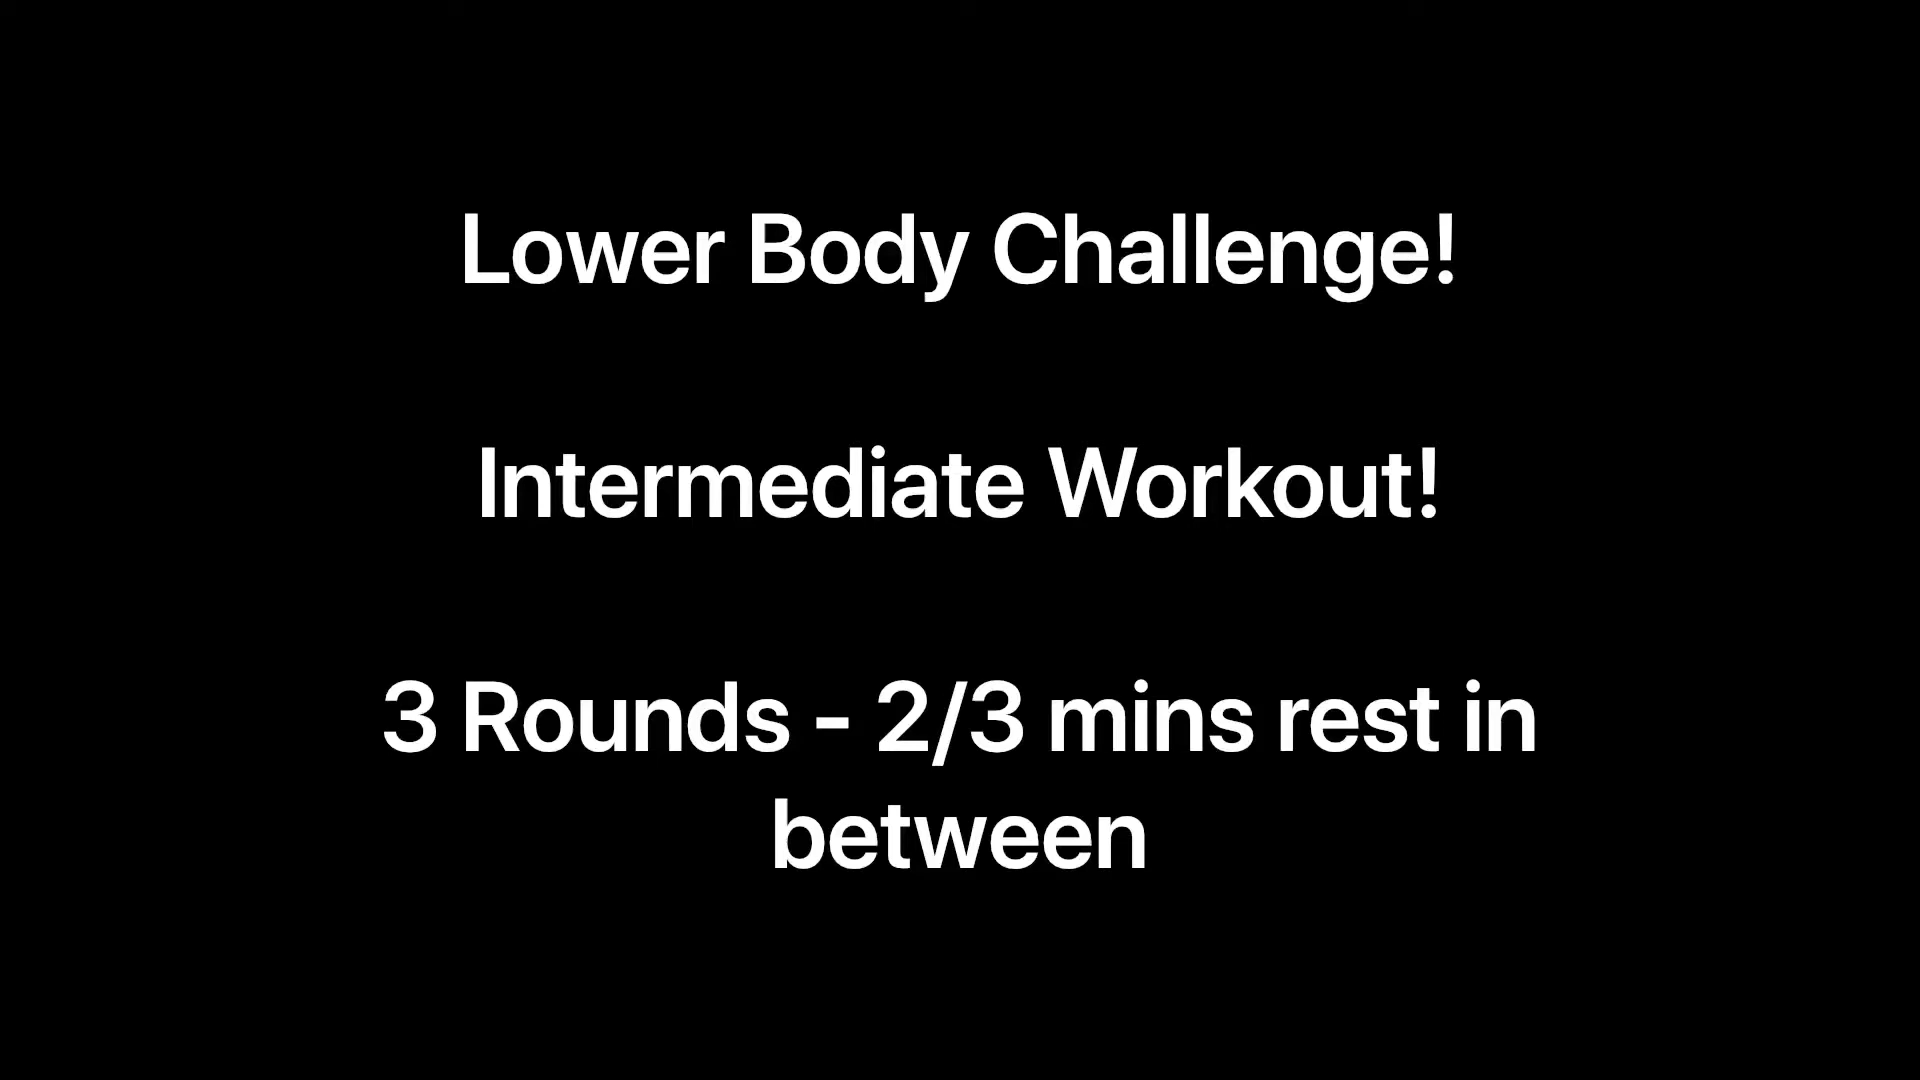 Lower Body Challenge!
Intermediate Workout!
3 Rounds - 2/3 mins rest in
between